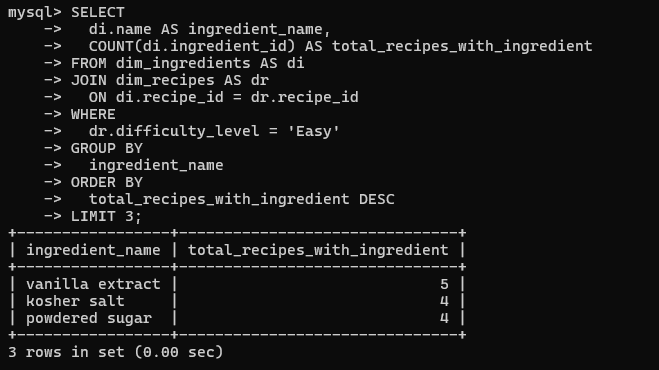 mysql> SELECT
    ->   di.name AS ingredient_name,
    ->   COUNT(di.ingredient_id) AS total_recipes_with_ingredient
    -> FROM dim_ingredients AS di
    -> JOIN dim_recipes AS dr
    ->   ON di.recipe_id = dr.recipe_id
    -> WHERE
    ->   dr.difficulty_level = 'Easy'
    -> GROUP BY
    ->   ingredient_name
    -> ORDER BY
    ->   total_recipes_with_ingredient DESC
    -> LIMIT 3;
+-----------------+-------------------------------+
| ingredient_name | total_recipes_with_ingredient |
+-----------------+-------------------------------+
| vanilla extract |                             5 |
| kosher salt     |                             4 |
| powdered sugar  |                             4 |
+-----------------+-------------------------------+
3 rows in set (0.00 sec)